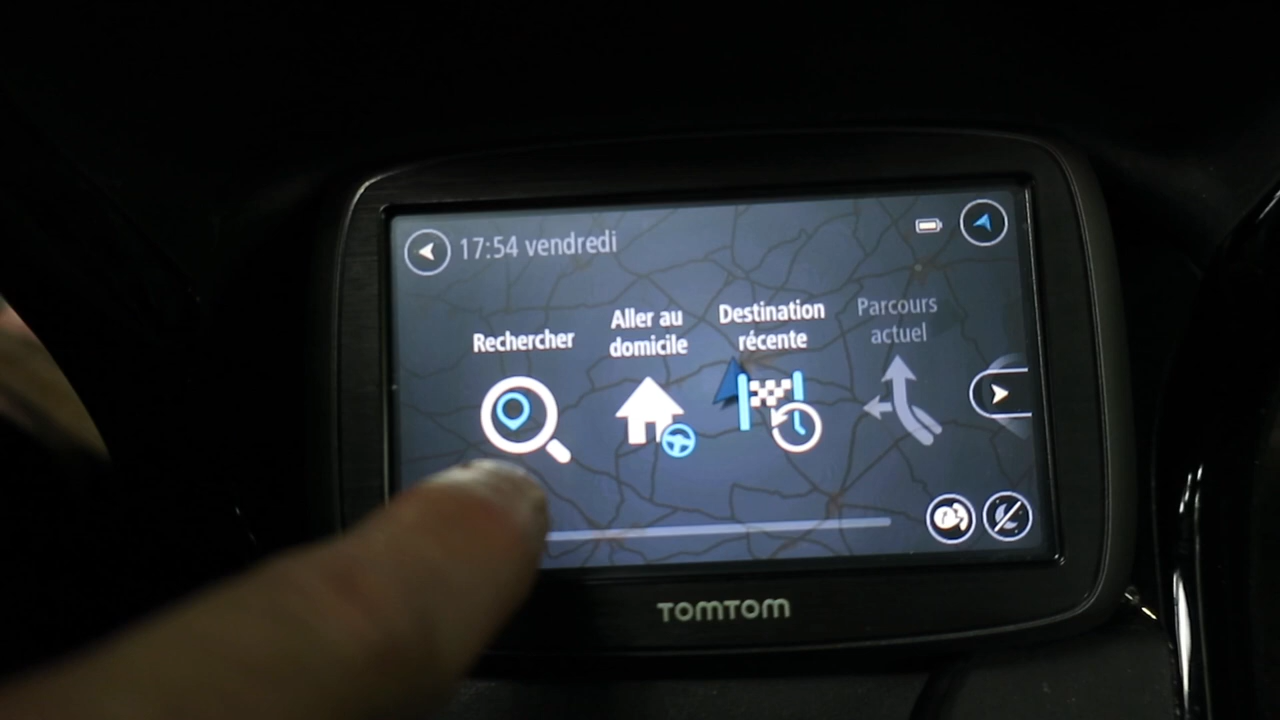 17:54 vendredi
Rechercher
Aller au
domicile
Destination
récente
Parcours
actuel
TOMTOM